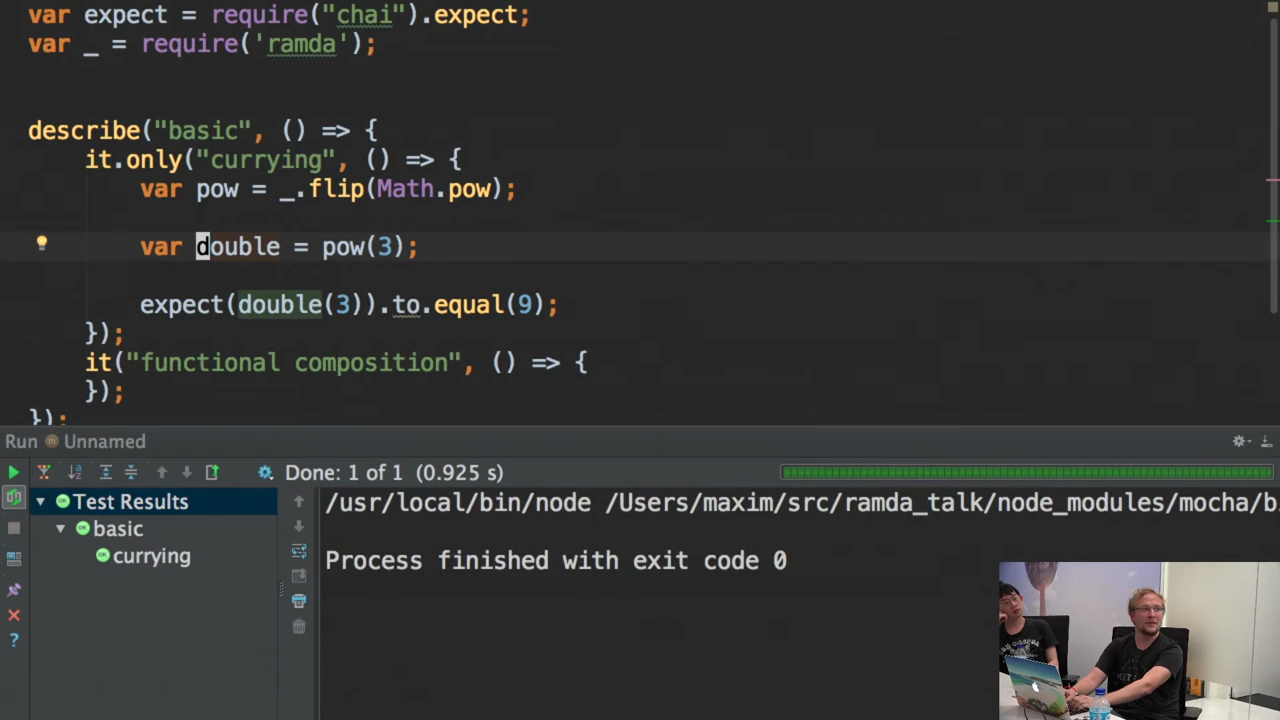 var expect = require("chai").expect;
var _ = require('ramda');
describe("basic", () => {
it.only("currying", () => {
var pow = _.flip(Math.pow);
var double = pow(3);
expect(double(3)).to.equal(9);
});
it("functional composition", () => {
});
});
Run Unnamed
Done: 1 of 1 (0.925 s)
Test Results
basic
currying
/usr/local/bin/node /Users/maxim/src/ramda_talk/node_modules/mocha/bi
Process finished with exit code 0